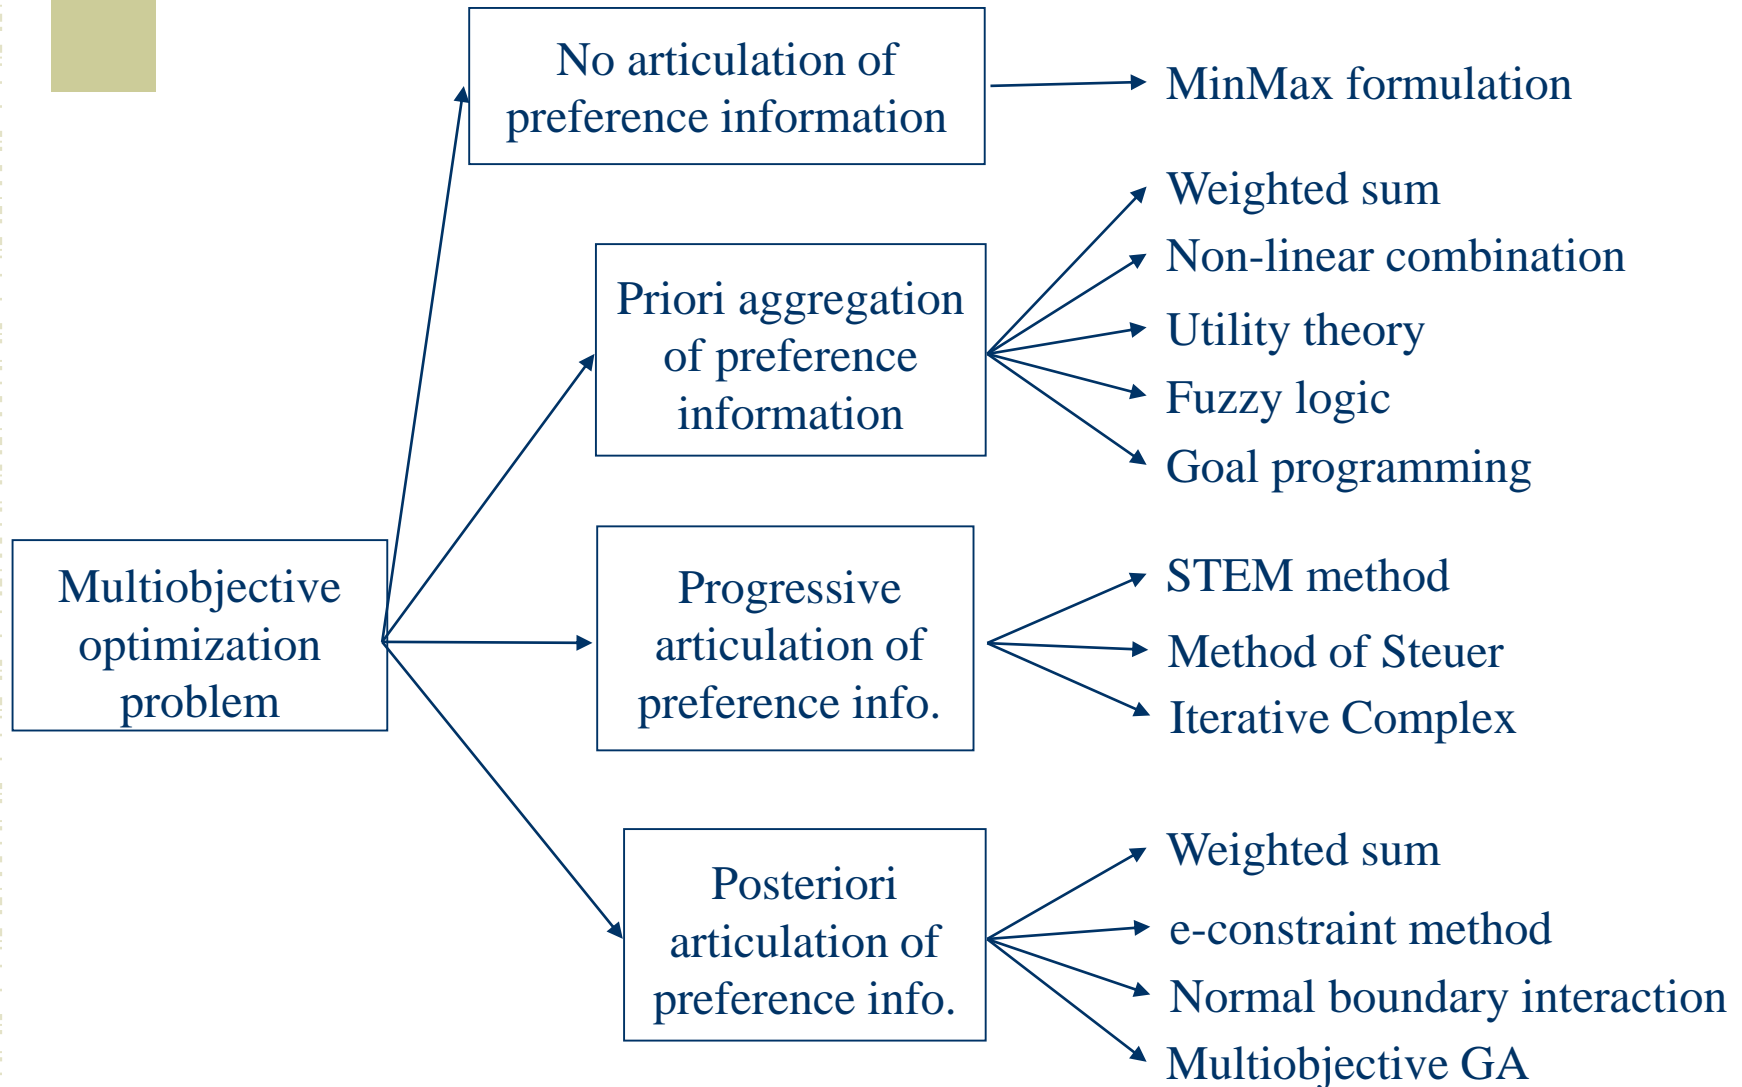 No articulation of
preference information
MinMax formulation
Weighted sum
Non-linear combination
Priori aggregation
of preference
information
Utility theory
Fuzzy logic
Goal programming
Multiobjective
optimization
problem
Progressive
articulation of
preference info.
STEM method
Method of Steuer
Iterative Complex
Posteriori
articulation of
preference info.
Weighted sum
e-constraint method
Normal boundary interaction
Multiobjective GA